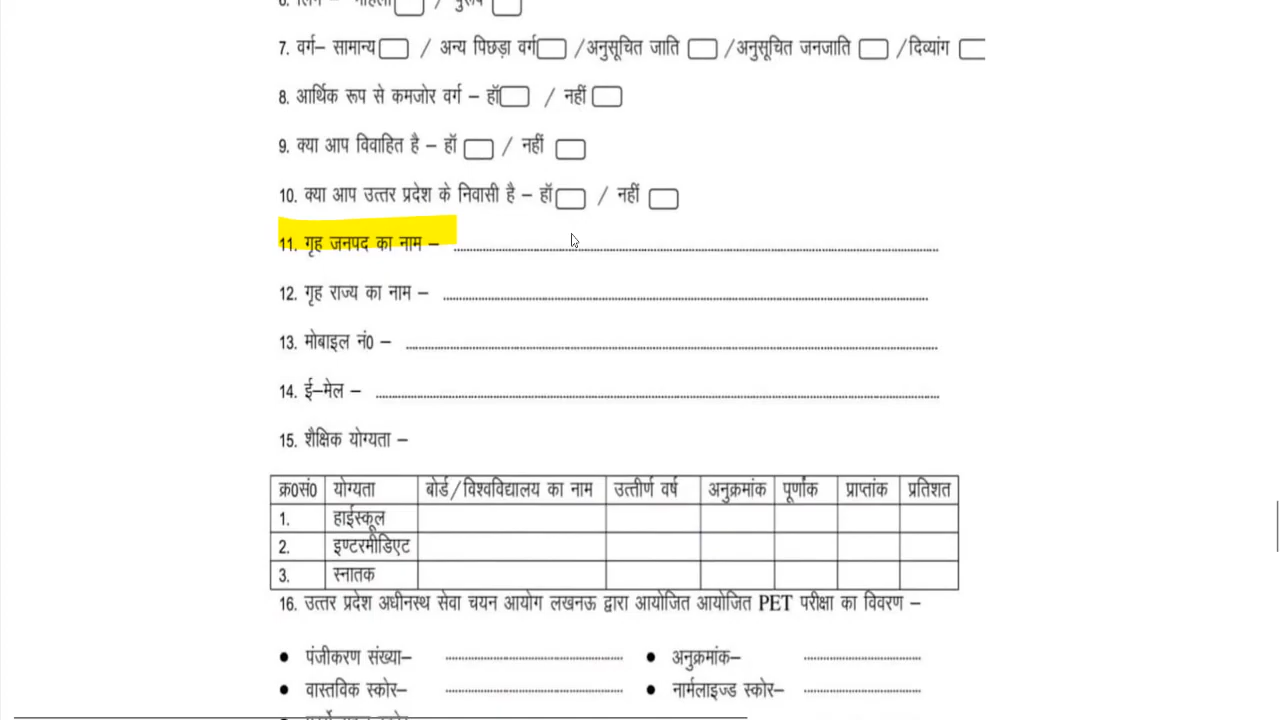 6. लिंग – महिला / पुरूष
7. वर्ग– सामान्य / अन्य पिछड़ा वर्ग /अनुसूचित जाति /अनुसूचित जनजाति /दिव्यांग
8. आर्थिक रूप से कमजोर वर्ग – हॉ / नहीं
9. क्या आप विवाहित है – हॉ / नहीं
10. क्या आप उत्तर प्रदेश के निवासी है – हॉ / नहीं
11. गृह जनपद का नाम –
12. गृह राज्य का नाम –
13. मोबाइल नं0 –
14. ई–मेल –
15. शैक्षिक योग्यता –
क्र0सं0 योग्यता बोर्ड/विश्वविद्यालय का नाम उत्तीर्ण वर्ष अनुक्रमांक पूर्णांक प्राप्तांक प्रतिशत
1. हाईस्कूल
2. इण्टरमीडिएट
3. स्नातक
16. उत्तर प्रदेश अधीनस्थ सेवा चयन आयोग लखनऊ द्वारा आयोजित आयोजित PET परीक्षा का विवरण –
• पंजीकरण संख्या– • अनुक्रमांक–
• वास्तविक स्कोर– • नार्मलाइज्ड स्कोर–